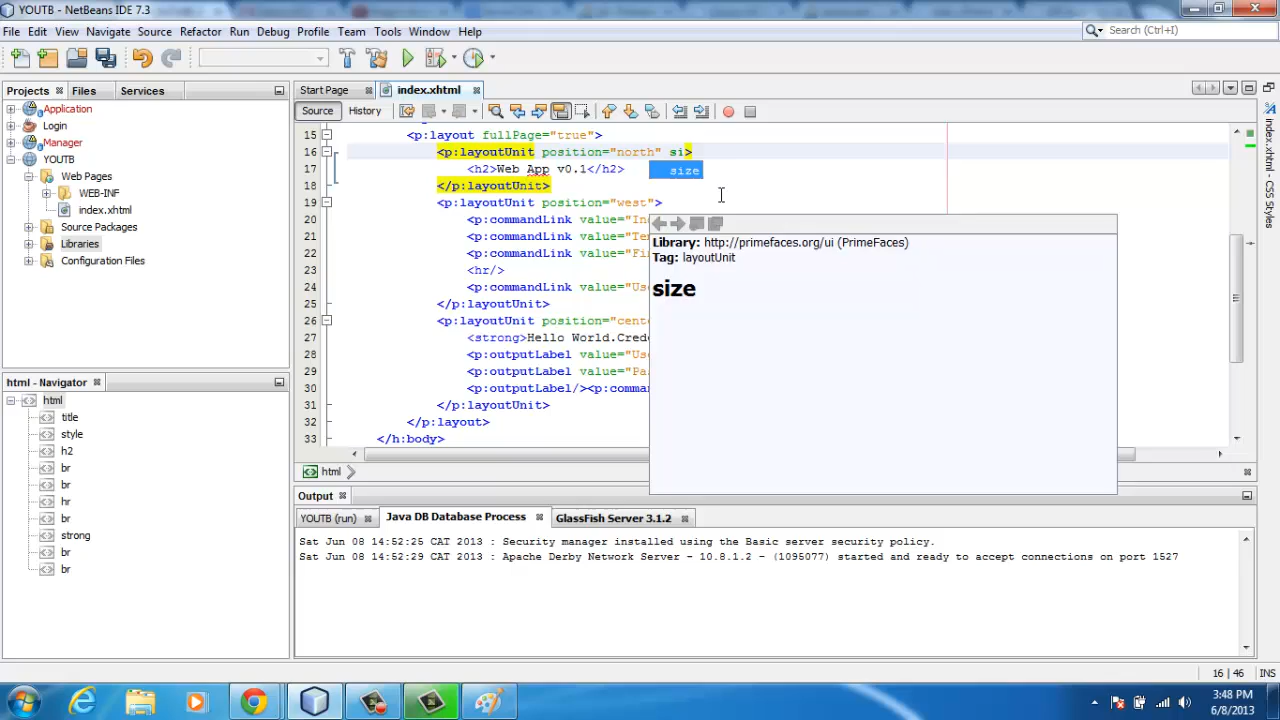 YOUTB - NetBeans IDE 7.3
File Edit View Navigate Source Refactor Run Debug Profile Team Tools Window Help
Search (Ctrl+I)
Projects Files Services
Start Page index.xhtml
Source History
Application
Login
Manager
YOUTB
Web Pages
WEB-INF
index.xhtml
Source Packages
Libraries
Configuration Files
15 <p:layout fullPage="true">
16 <p:layoutUnit position="north" si>
17 <h2>Web App v0.1</h2>
size
18 </p:layoutUnit>
19 <p:layoutUnit position="west">
20 <p:commandLink value="In
21 <p:commandLink value="Te
22 <p:commandLink value="Fi
23 <hr/>
24 <p:commandLink value="Us
25 </p:layoutUnit>
26 <p:layoutUnit position="cente
27 <strong>Hello World.Crede
28 <p:outputLabel value="Us
29 <p:outputLabel value="Pa
30 <p:outputLabel/><p:comma
31 </p:layoutUnit>
32 </p:layout>
33 </h:body>
Library: http://primefaces.org/ui (PrimeFaces)
Tag: layoutUnit
size
index.xhtml - CSS Styles
html - Navigator
html
title
style
h2
br
br
hr
br
strong
br
br
html
Output
YOUTB (run) Java DB Database Process GlassFish Server 3.1.2
Sat Jun 08 14:52:25 CAT 2013 : Security manager installed using the Basic server security policy.
Sat Jun 08 14:52:29 CAT 2013 : Apache Derby Network Server - 10.8.1.2 - (1095077) started and ready to accept connections on port 1527
16 | 46 INS
3:48 PM
6/8/2013